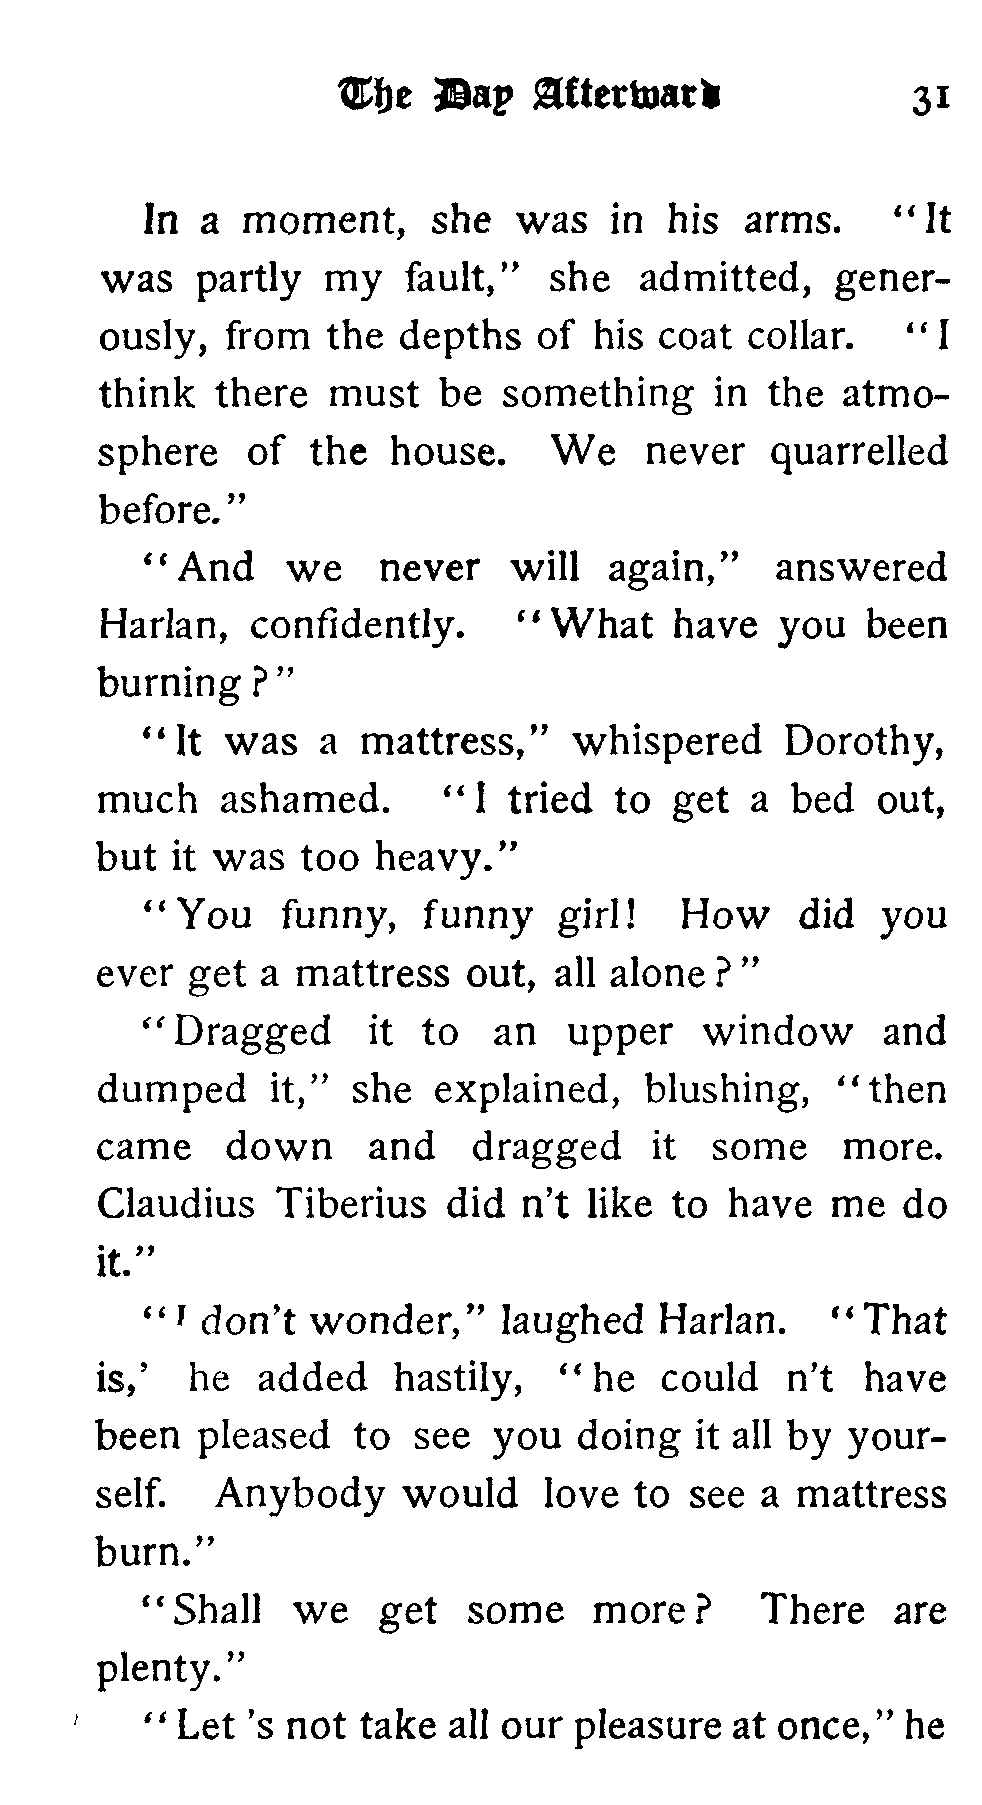 The Day Afterward 31
In a moment, she was in his arms. "It
was partly my fault," she admitted, gener-
ously, from the depths of his coat collar. "I
think there must be something in the atmo-
sphere of the house. We never quarrelled
before."
"And we never will again," answered
Harlan, confidently. "What have you been
burning?"
"It was a mattress," whispered Dorothy,
much ashamed. "I tried to get a bed out,
but it was too heavy."
"You funny, funny girl! How did you
ever get a mattress out, all alone?"
"Dragged it to an upper window and
dumped it," she explained, blushing, "then
came down and dragged it some more.
Claudius Tiberius did n't like to have me do
it."
"I don't wonder," laughed Harlan. "That
is,' he added hastily, "he could n't have
been pleased to see you doing it all by your-
self. Anybody would love to see a mattress
burn."
"Shall we get some more? There are
plenty."
"Let 's not take all our pleasure at once," he